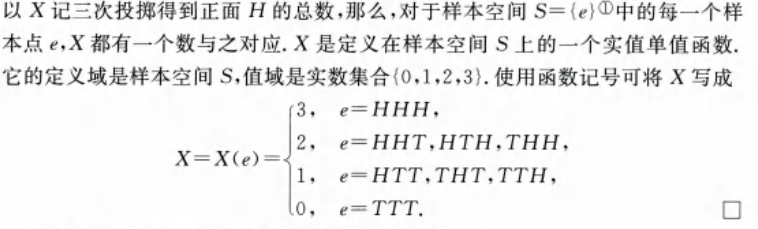 以 X 记三次投掷得到正面 H 的总数,那么,对于样本空间 S={e}①中的每一个样
本点 e,X 都有一个数与之对应. X 是定义在样本空间 S 上的一个实值单值函数.
它的定义域是样本空间 S,值域是实数集合{0,1,2,3}. 使用函数记号可将 X 写成
3, e=HHH,
2, e=HHT,HTH,THH,
X=X(e)={
1, e=HTT,THT,TTH,
0, e=TTT. □